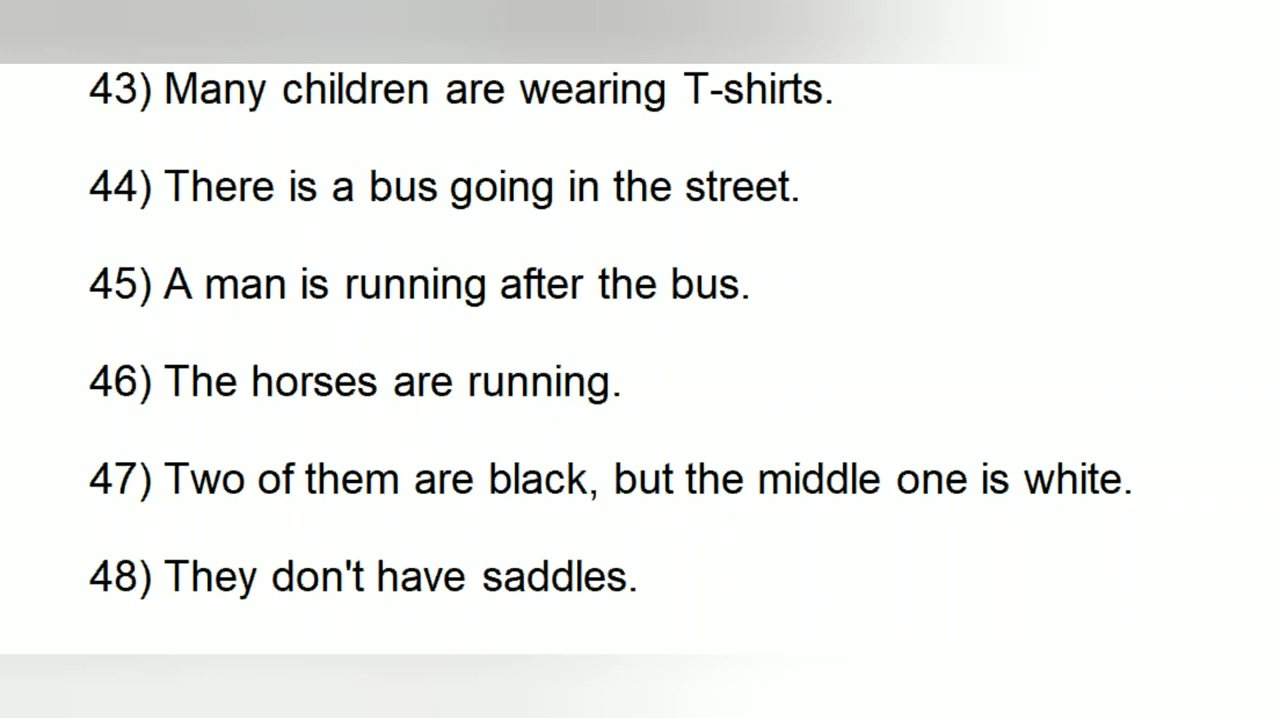 43) Many children are wearing T-shirts.
44) There is a bus going in the street.
45) A man is running after the bus.
46) The horses are running.
47) Two of them are black, but the middle one is white.
48) They don't have saddles.